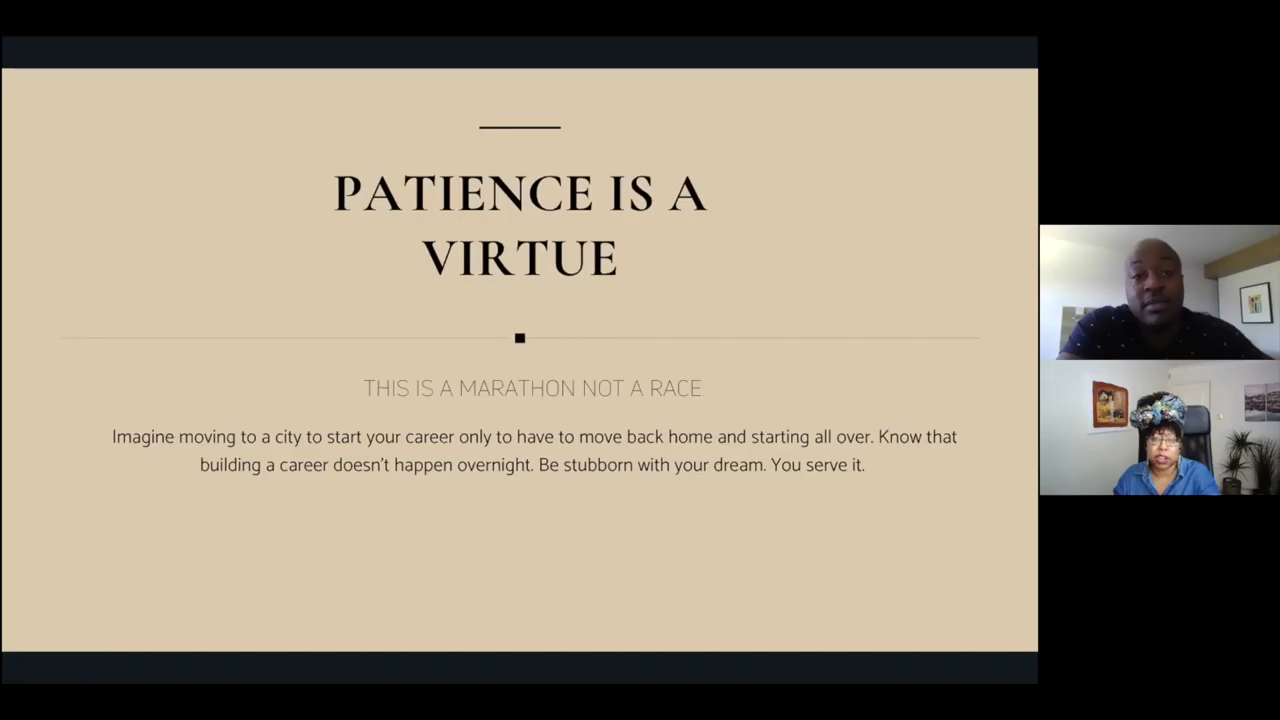 PATIENCE IS A
VIRTUE
THIS IS A MARATHON NOT A RACE.
Imagine moving to a city to start your career only to have to move back home and starting all over. Know that
building a career doesn't happen overnight. Be stubborn with your dream. You serve it.